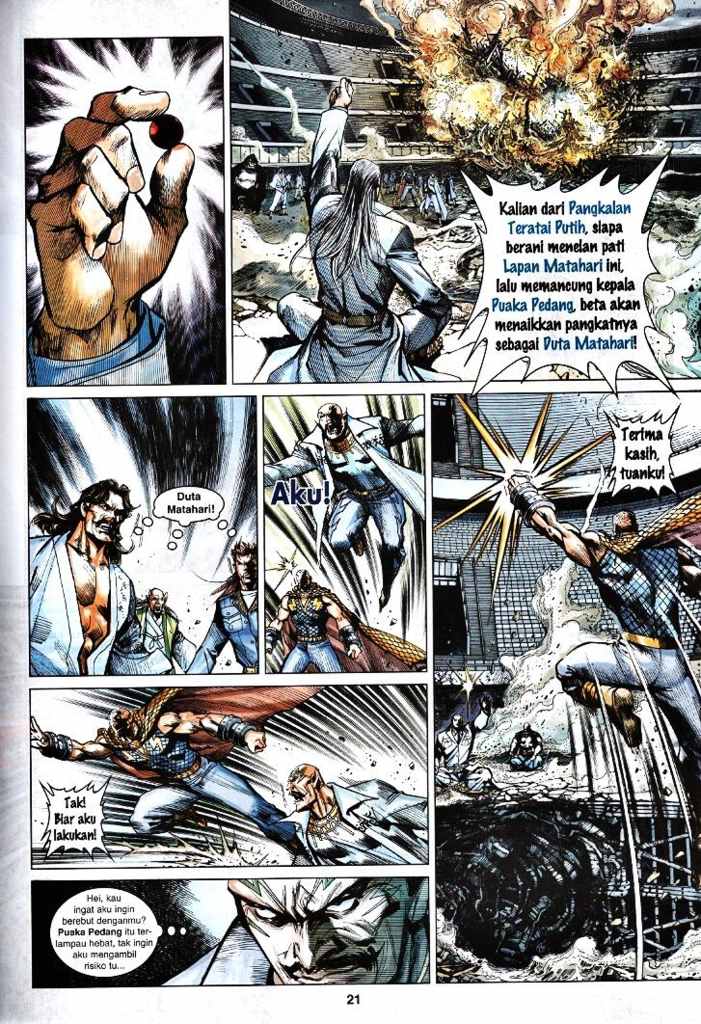 Kalian dari Pangkalan
Teratai Putih, siapa
berani menelan pati
Lapan Matahari ini,
lalu memancung kepala
Puaka Pedang, beta akan
menaikkan pangkatnya
sebagai Duta Matahari!
Duta
Matahari!
Aku!
Terima
kasih,
tuanku!
Tak!
Biar aku
lakukan!
Hei, kau
ingat aku ingin
berebut denganmu?
Puaka Pedang itu ter-
lampau hebat, tak ingin
aku mengambil
risiko tu...
21